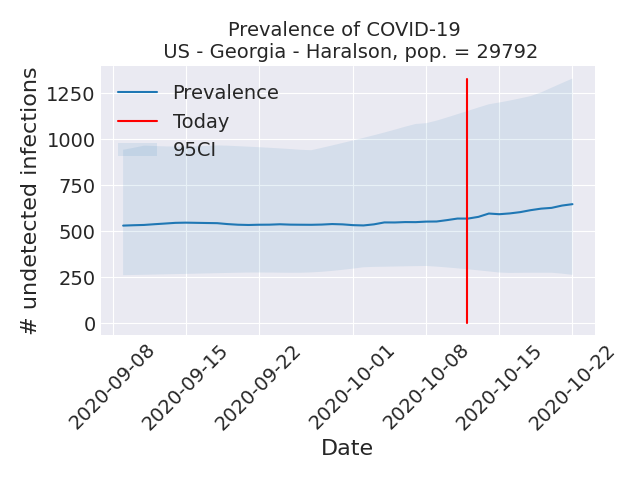 Prevalence of COVID-19
US - Georgia - Haralson, pop. = 29792
# undetected infections
1250
1000
750
500
250
0
Prevalence
Today
95CI
2020-09-08
2020-09-15
2020-09-22
2020-10-01
2020-10-08
2020-10-15
2020-10-22
Date